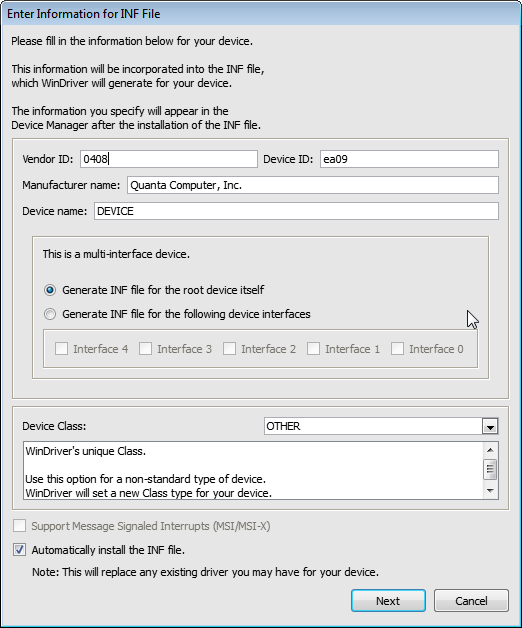 Enter Information for INF File
Please fill in the information below for your device.
This information will be incorporated into the INF file,
which WinDriver will generate for your device.
The information you specify will appear in the
Device Manager after the installation of the INF file.
Vendor ID: 0408 Device ID: ea09
Manufacturer name: Quanta Computer, Inc.
Device name: DEVICE
This is a multi-interface device.
Generate INF file for the root device itself
Generate INF file for the following device interfaces
Interface 4 Interface 3 Interface 2 Interface 1 Interface 0
Device Class: OTHER
WinDriver's unique Class.
Use this option for a non-standard type of device.
WinDriver will set a new Class type for your device.
Support Message Signaled Interrupts (MSI/MSI-X)
Automatically install the INF file.
Note: This will replace any existing driver you may have for your device.
Next Cancel